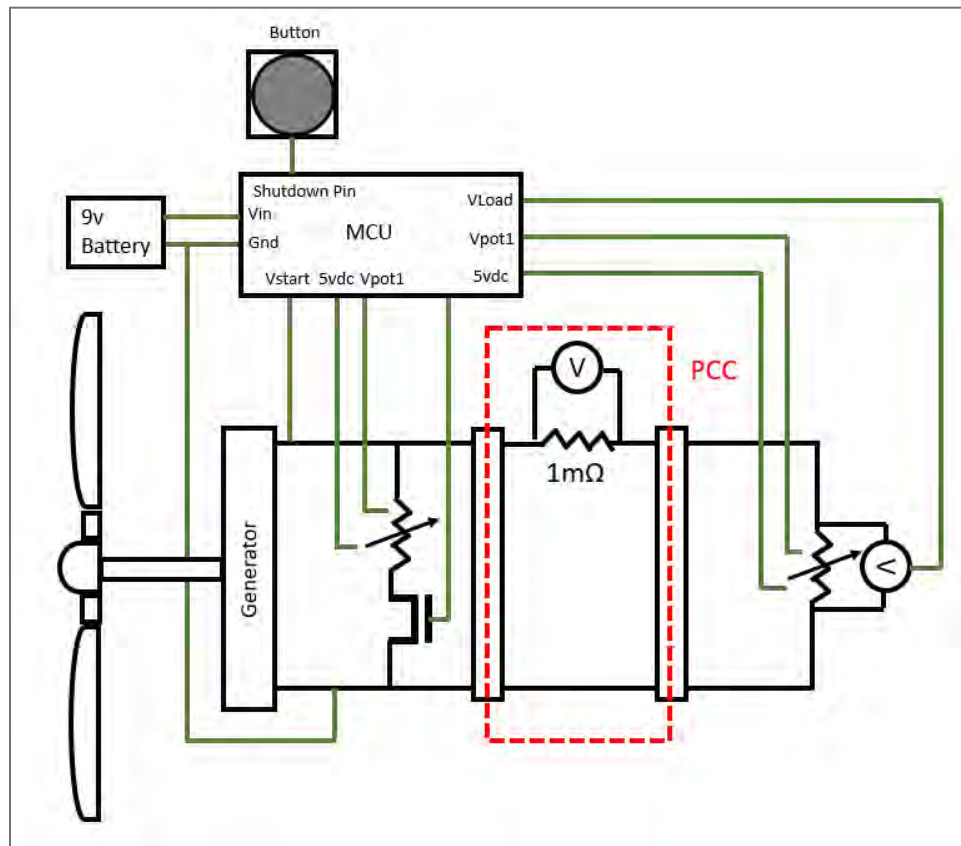 Button
Shutdown Pin
Vin
Gnd
MCU
VLoad
Vpot1
5vdc
Vstart 5vdc Vpot1
9v
Battery
PCC
V
1mΩ
Generator
V